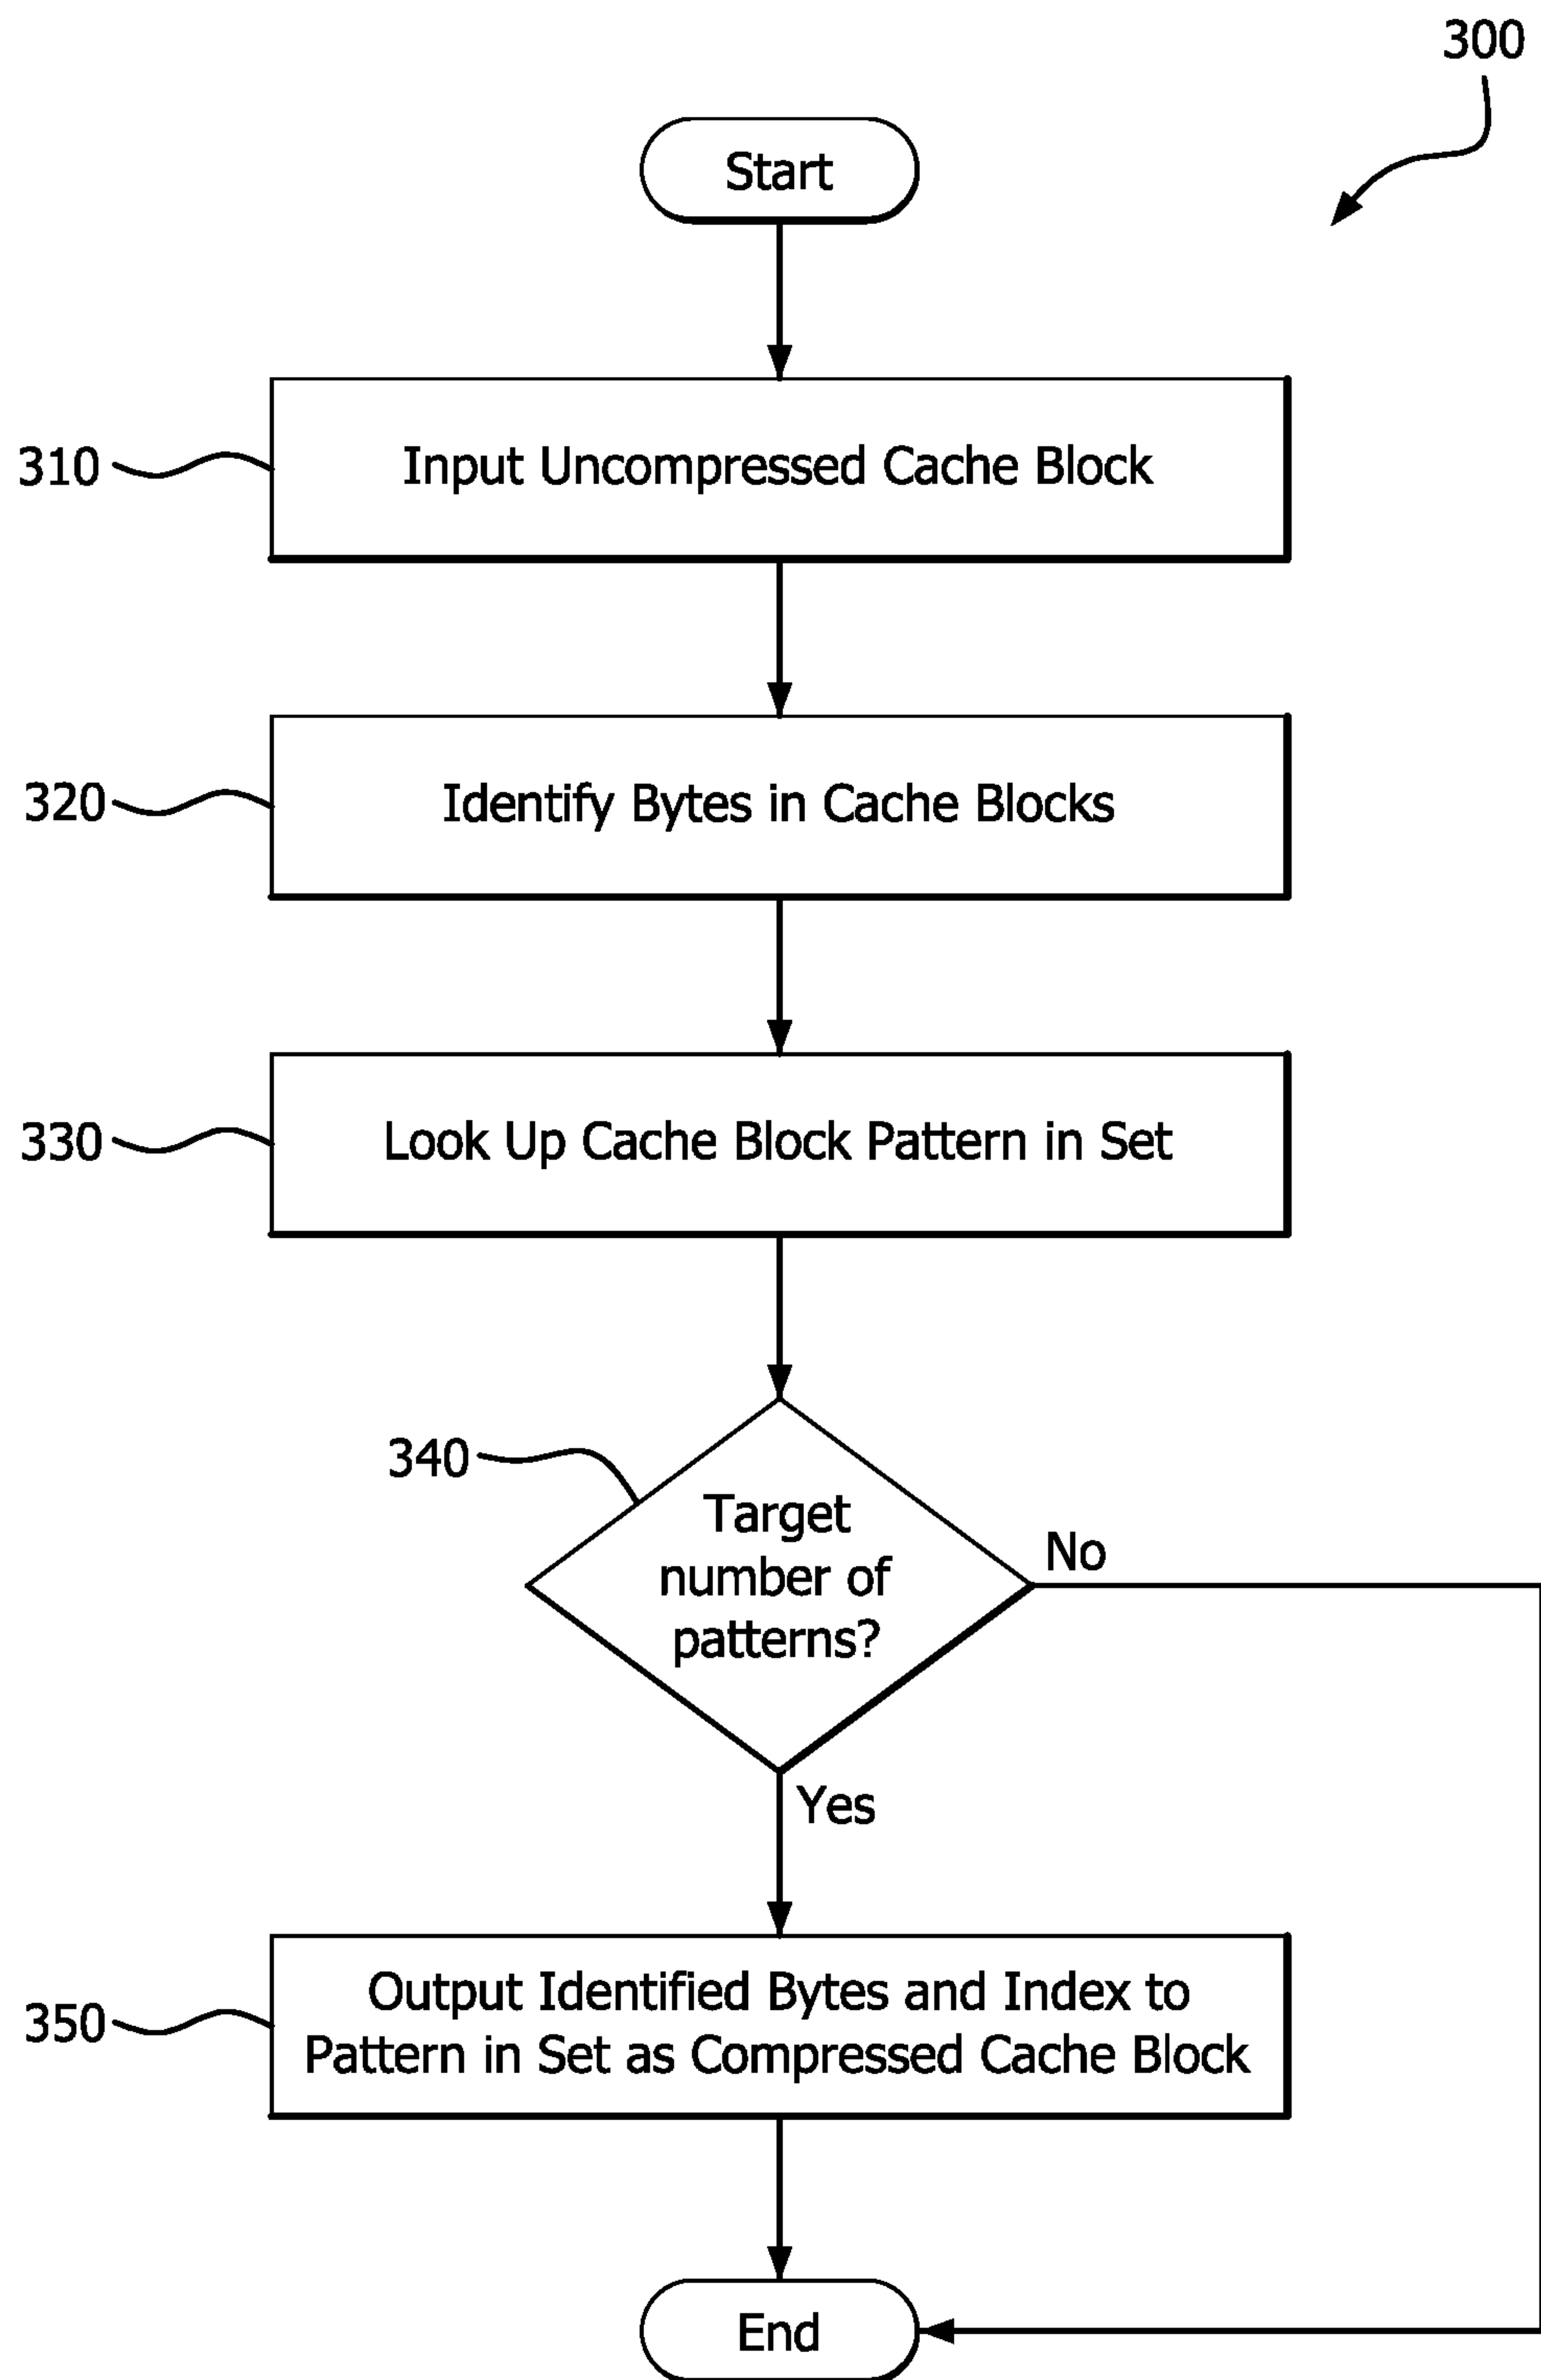 300
Start
310
Input Uncompressed Cache Block
320
Identify Bytes in Cache Blocks
330
Look Up Cache Block Pattern in Set
340
Target
number of
patterns?
No
Yes
350
Output Identified Bytes and Index to
Pattern in Set as Compressed Cache Block
End